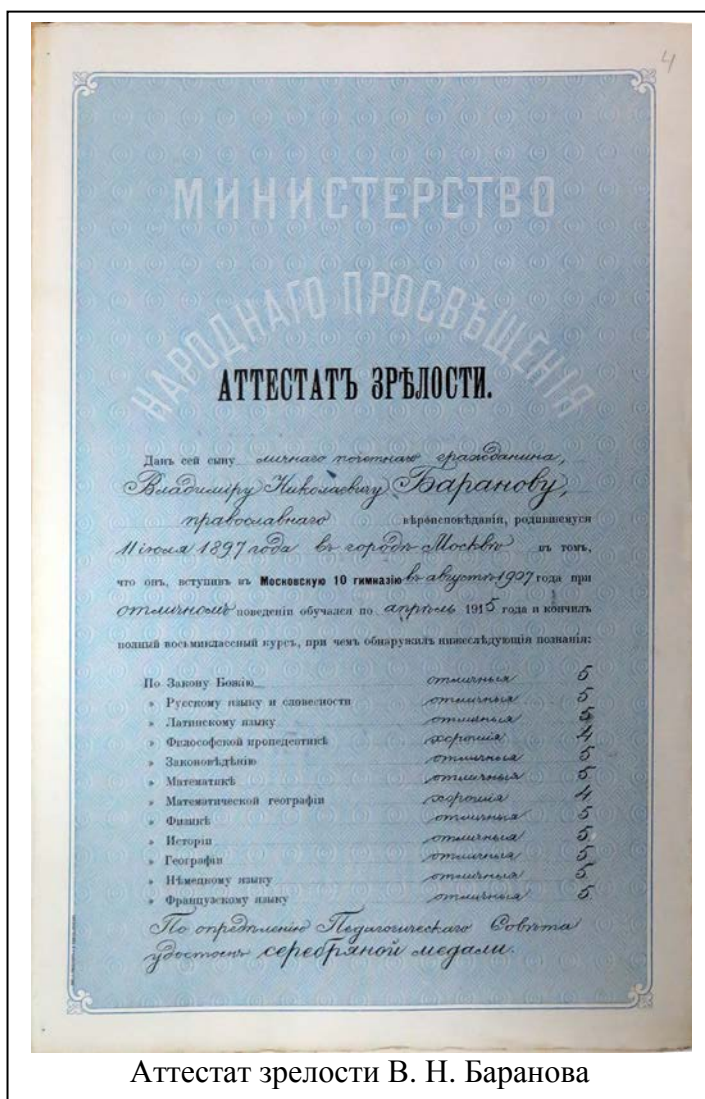 4
МИНИСТЕРСТВО
НАРОДНАГО ПРОСВѢЩЕНІЯ
АТТЕСТАТЪ ЗРѢЛОСТИ.
Данъ сей сыну личнаго почетнаго гражданина,
Владиміру Николаевичу Баранову,
православнаго вѣроисповѣданія, родившемуся
11 іюля 1897 года въ городѣ Москвѣ въ томъ,
что онъ, вступивъ въ Московскую 10 гимназію въ августѣ 1907 года при
отличномъ поведеніи обучался по апрѣль 1915 года и кончилъ
полный восьмиклассный курсъ, при чемъ обнаружилъ нижеслѣдующія познанія:
По Закону Божію отличныя 5
» Русскому языку и словесности отличныя 5
» Латинскому языку отличныя 5
» Философской пропедевтикѣ хорошія 4
» Законовѣдѣнію отличныя 5
» Математикѣ отличныя 5
» Математической географіи хорошія 4
» Физикѣ отличныя 5
» Исторіи отличныя 5
» Географіи отличныя 5
» Нѣмецкому языку отличныя 5
» Французскому языку отличныя 5.
По опредѣленію Педагогическаго Совѣта
удостоенъ серебряной медали.
Аттестат зрелости В. Н. Баранова